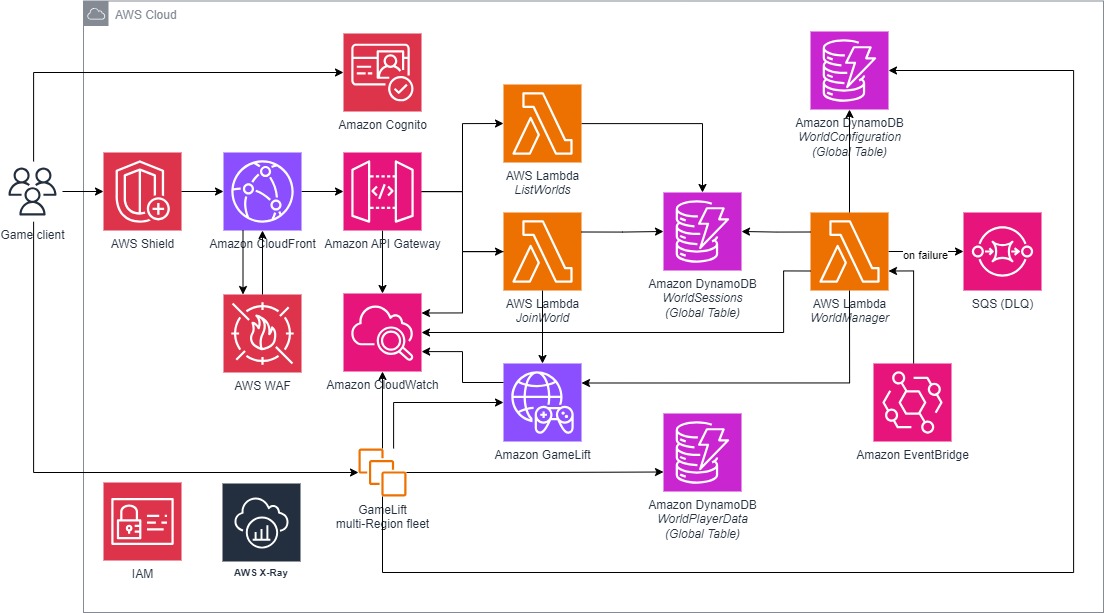 AWS Cloud
Amazon Cognito
AWS Lambda
ListWorlds
Amazon DynamoDB
WorldConfiguration
(Global Table)
Game client
AWS Shield
Amazon CloudFront
</>
Amazon API Gateway
AWS Lambda
JoinWorld
Amazon DynamoDB
WorldSessions
(Global Table)
AWS Lambda
WorldManager
on failure
SQS (DLQ)
AWS WAF
Amazon CloudWatch
Amazon GameLift
Amazon EventBridge
GameLift
multi-Region fleet
Amazon DynamoDB
WorldPlayerData
(Global Table)
IAM
AWS X-Ray